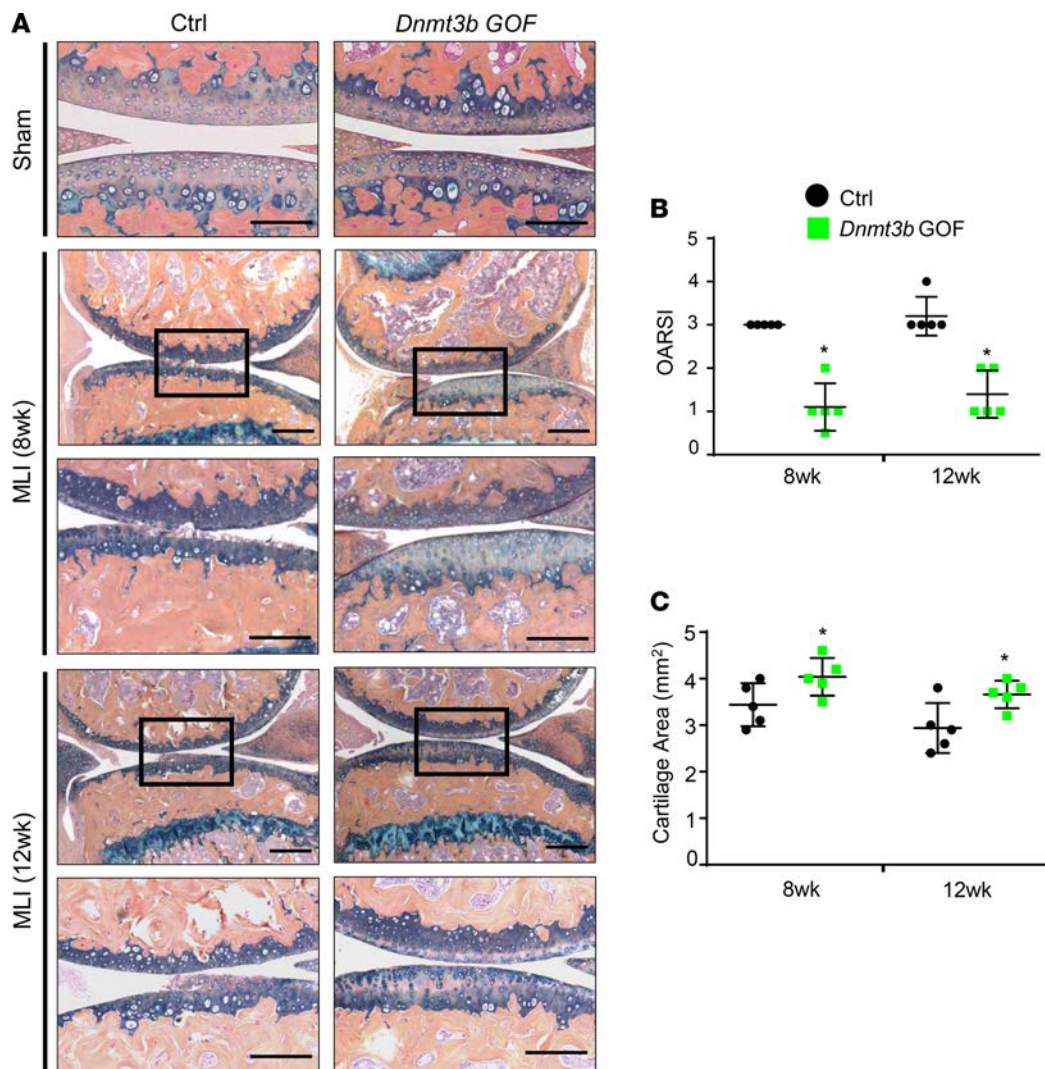 A
Ctrl
Dnmt3b GOF
Sham
MLI (8wk)
MLI (12wk)
B
Ctrl
Dnmt3b GOF
OARSI
5
4
3
2
1
0
*
*
8wk
12wk
C
Cartilage Area (mm²)
5
4
3
2
1
0
*
*
8wk
12wk